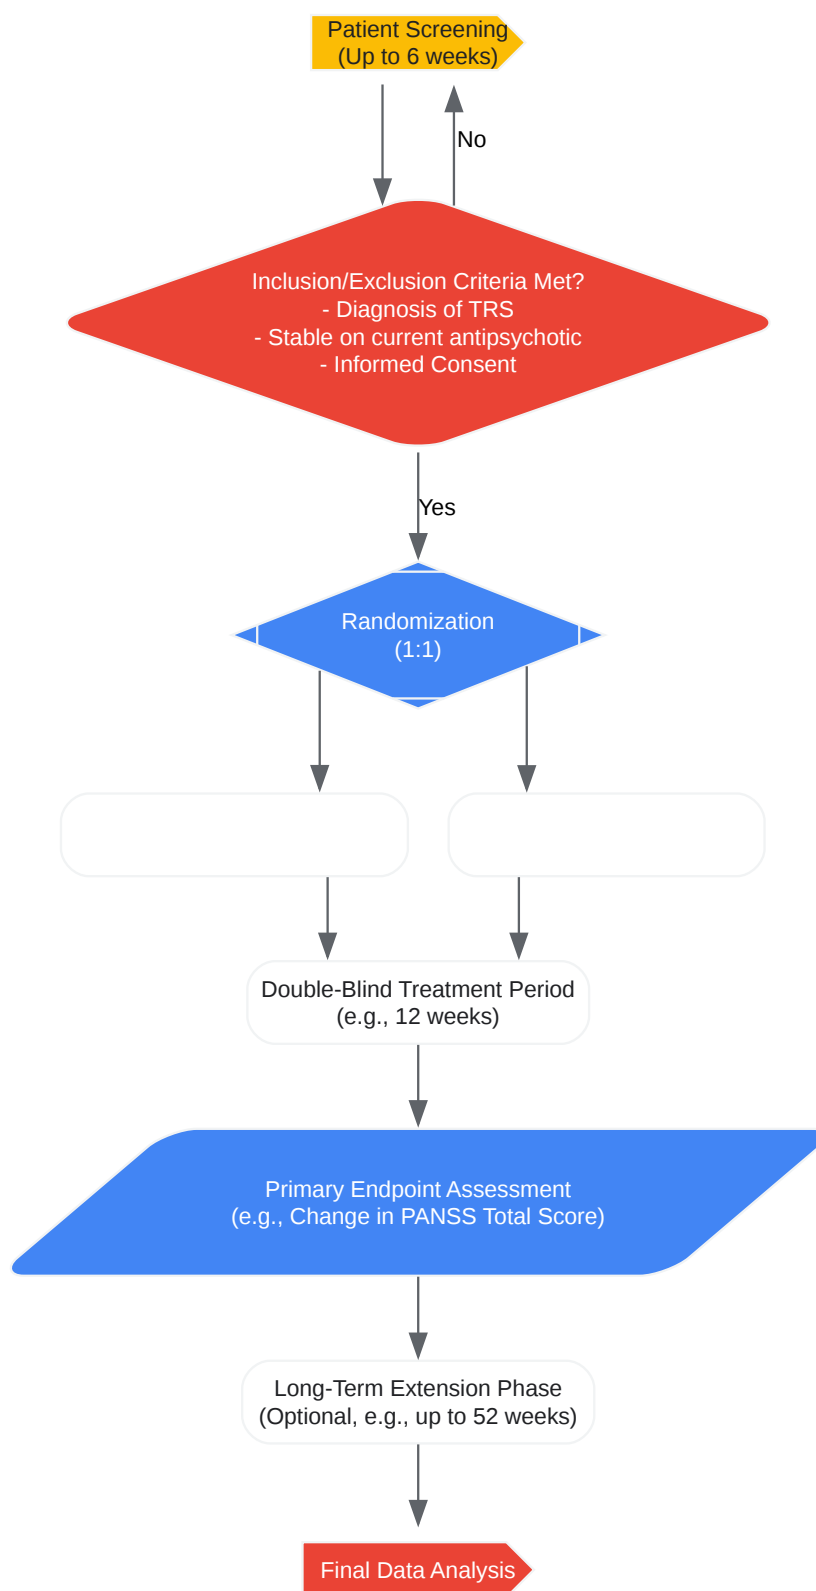 Patient Screening
(Up to 6 weeks)
No
Inclusion/Exclusion Criteria Met?
- Diagnosis of TRS
- Stable on current antipsychotic
- Informed Consent
Yes
Randomization
(1:1)
Double-Blind Treatment Period
(e.g., 12 weeks)
Primary Endpoint Assessment
(e.g., Change in PANSS Total Score)
Long-Term Extension Phase
(Optional, e.g., up to 52 weeks)
Final Data Analysis